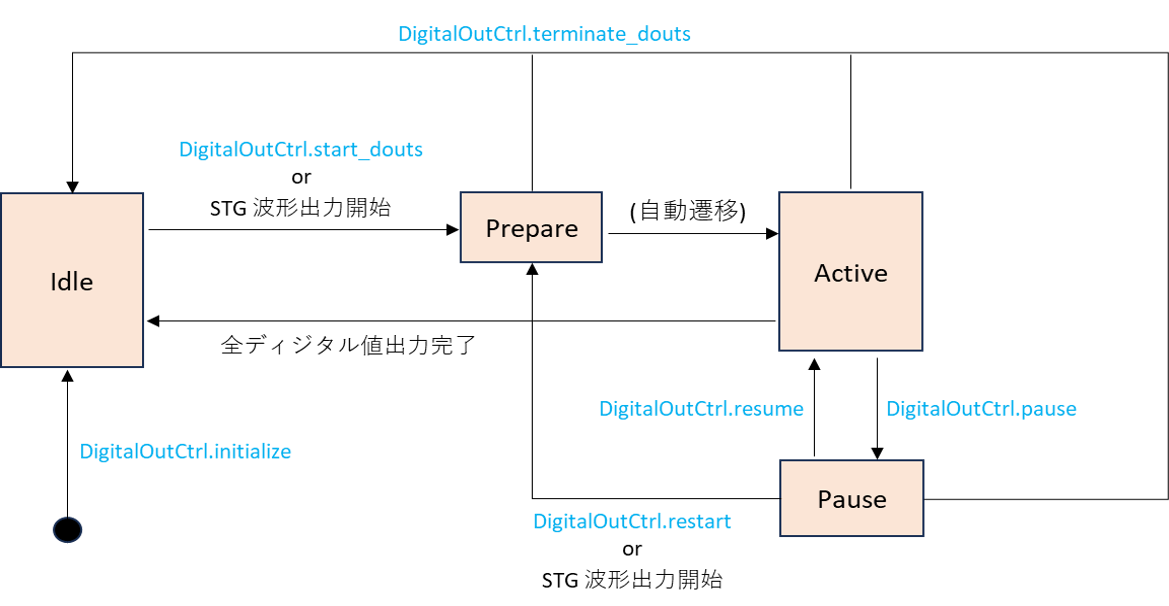 DigitalOutCtrl.terminate_douts
DigitalOutCtrl.start_douts
or
STG 波形出力開始
Prepare
(自動遷移)
Idle
Active
全ディジタル値出力完了
DigitalOutCtrl.resume
DigitalOutCtrl.pause
DigitalOutCtrl.initialize
Pause
DigitalOutCtrl.restart
or
STG 波形出力開始